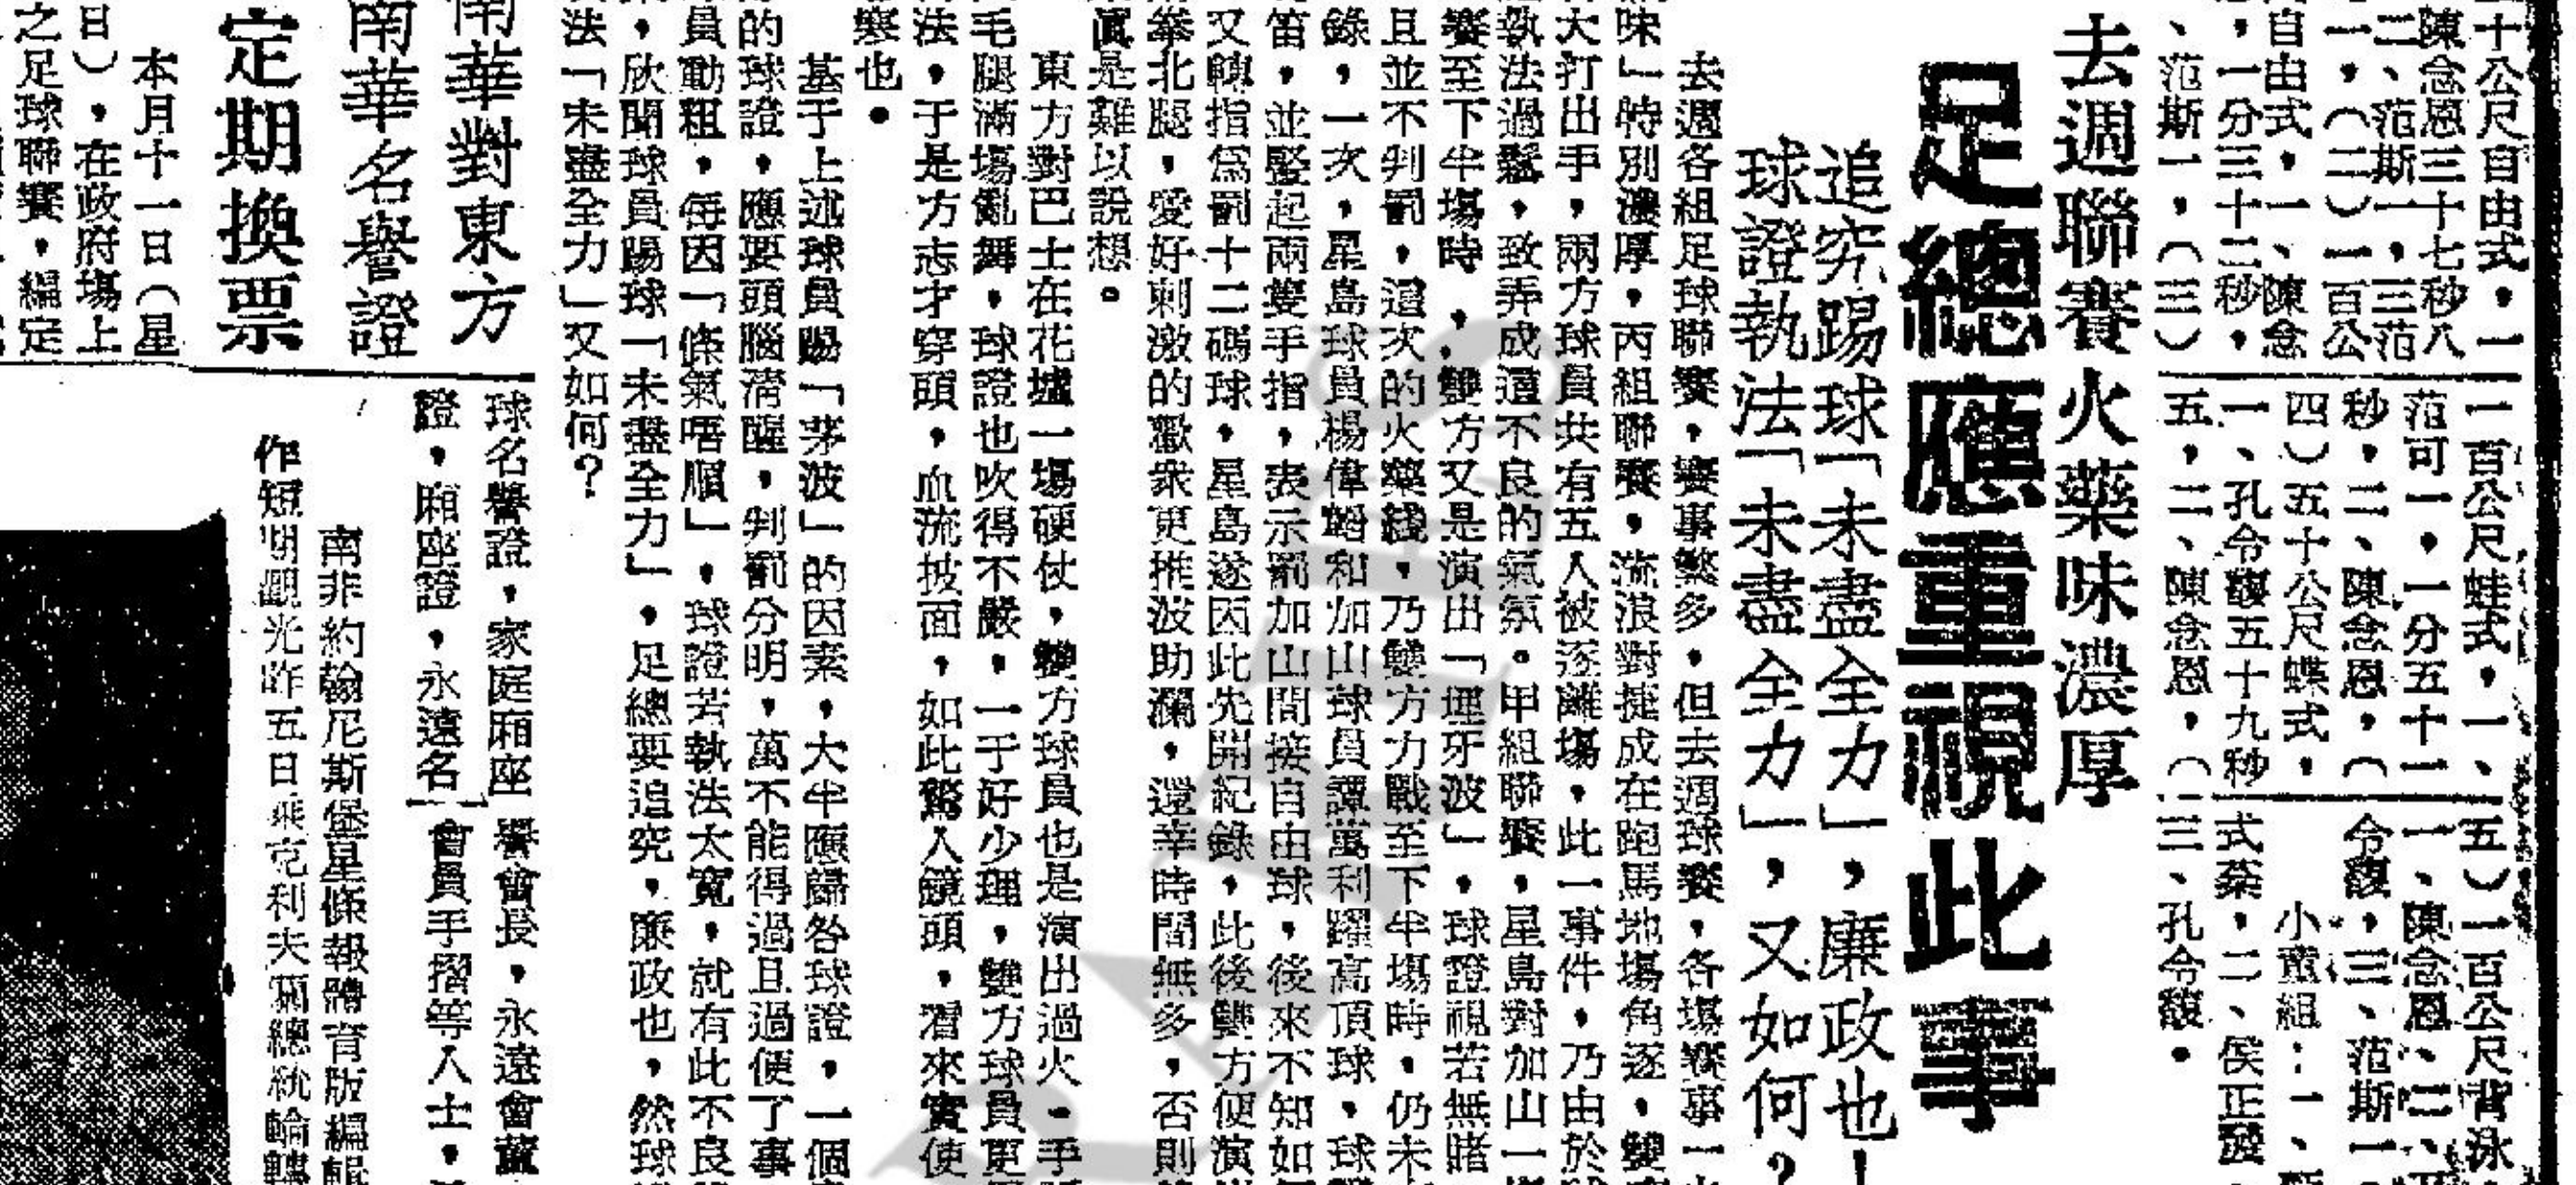 五十公尺自由式，一
陳念恩三十七秒八
二、范斯一，三范
一，（二）一百公
自由式，一、陳念
，一分三十二秒，
、范斯一，（三）
一百公尺蛙式，一、
范可一，一分五十二
秒，二、陳念恩，（
四）五十公尺蝶式，
一、孔令馥五十九秒
五，二、陳念恩，（
五）一百公尺背泳
一、陳念恩、二、
令馥，三、范斯一
小童組：一、
式燊，二、侯正
三、孔令馥。
去週聯賽火藥味濃厚
足總應重視此事
追究踢球「未盡全力」，廉政也！
球證執法「未盡全力」，又如何？
去週各組足球聯賽，賽事繁多，但去週球賽，各場賽事一
味」特別濃厚，丙組聯賽，流浪對捷成在跑馬地場角逐，雙
大打出手，兩方球員共有五人被逐離場，此一事件，乃由於
執法過鬆，致弄成這不良的氣氛。甲組聯賽，星島對加山一
賽至下半場時，雙方又是演出「埋牙波」，球證視若無睹
且並不判罰，這次的火藥綫，乃雙方力戰至下半場時，仍未
錄，一次，星島球員楊偉韜和加山球員譚萬利躍高頂球，球
笛，並豎起兩隻手指，表示罰加山間接自由球，後來不知如
又轉指爲罰十二碼球，星島遂因此先開紀錄，此後雙方便演
拳北腿，愛好刺激的觀衆更推波助瀾，還幸時間無多，否則
眞是難以說想。
東方對巴士在花墟一場硬仗，雙方球員也是演出過火，手
毛腿滿場亂舞，球證也吹得不嚴，一于好少理，雙方球員更
法，于是方志才穿頭，血流披面，如此驚人鏡頭，看來實使
寒也。
基于上述球員踢「茅波」的因素，大半應歸咎球證，一個
的球證，應要頭腦清醒，判罰分明，萬不能得過且過便了事
員動粗，每因「條氣唔順」，球證若執法太寬，就有此不良
，欣聞球員踢球「未盡全力」，足總要追究，廉政也，然球
法「未盡全力」又如何？
南華對東方
南華名譽證
定期換票
本月十一日（星
日），在政府場上
之足球聯賽，編定
球名譽證，家庭廂座
證，廂座證，永遠名
譽會長，永遠會董
會員手摺等人士，
南非約翰尼斯堡星條報體育版編輯
作短期觀光昨五日乘克利夫蘭總統輪